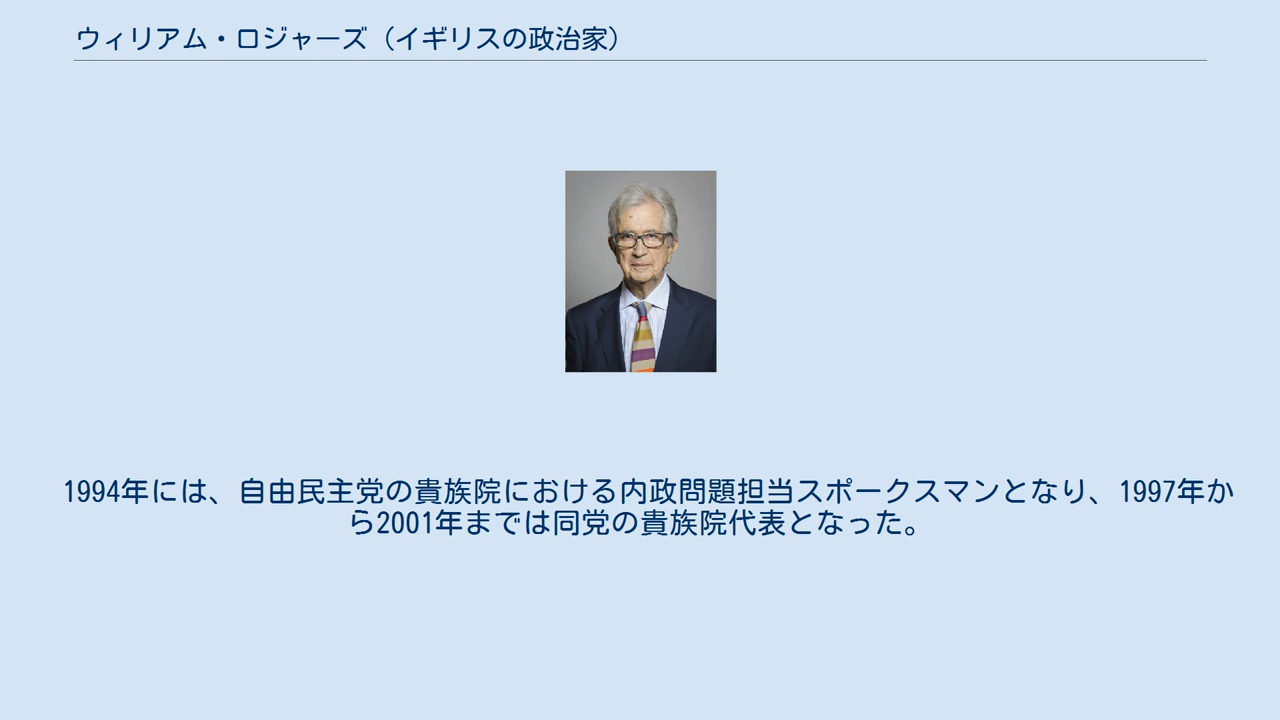 ウィリアム・ロジャーズ（イギリスの政治家）
1994年には、自由民主党の貴族院における内政問題担当スポークスマンとなり、1997年か
ら2001年までは同党の貴族院代表となった。